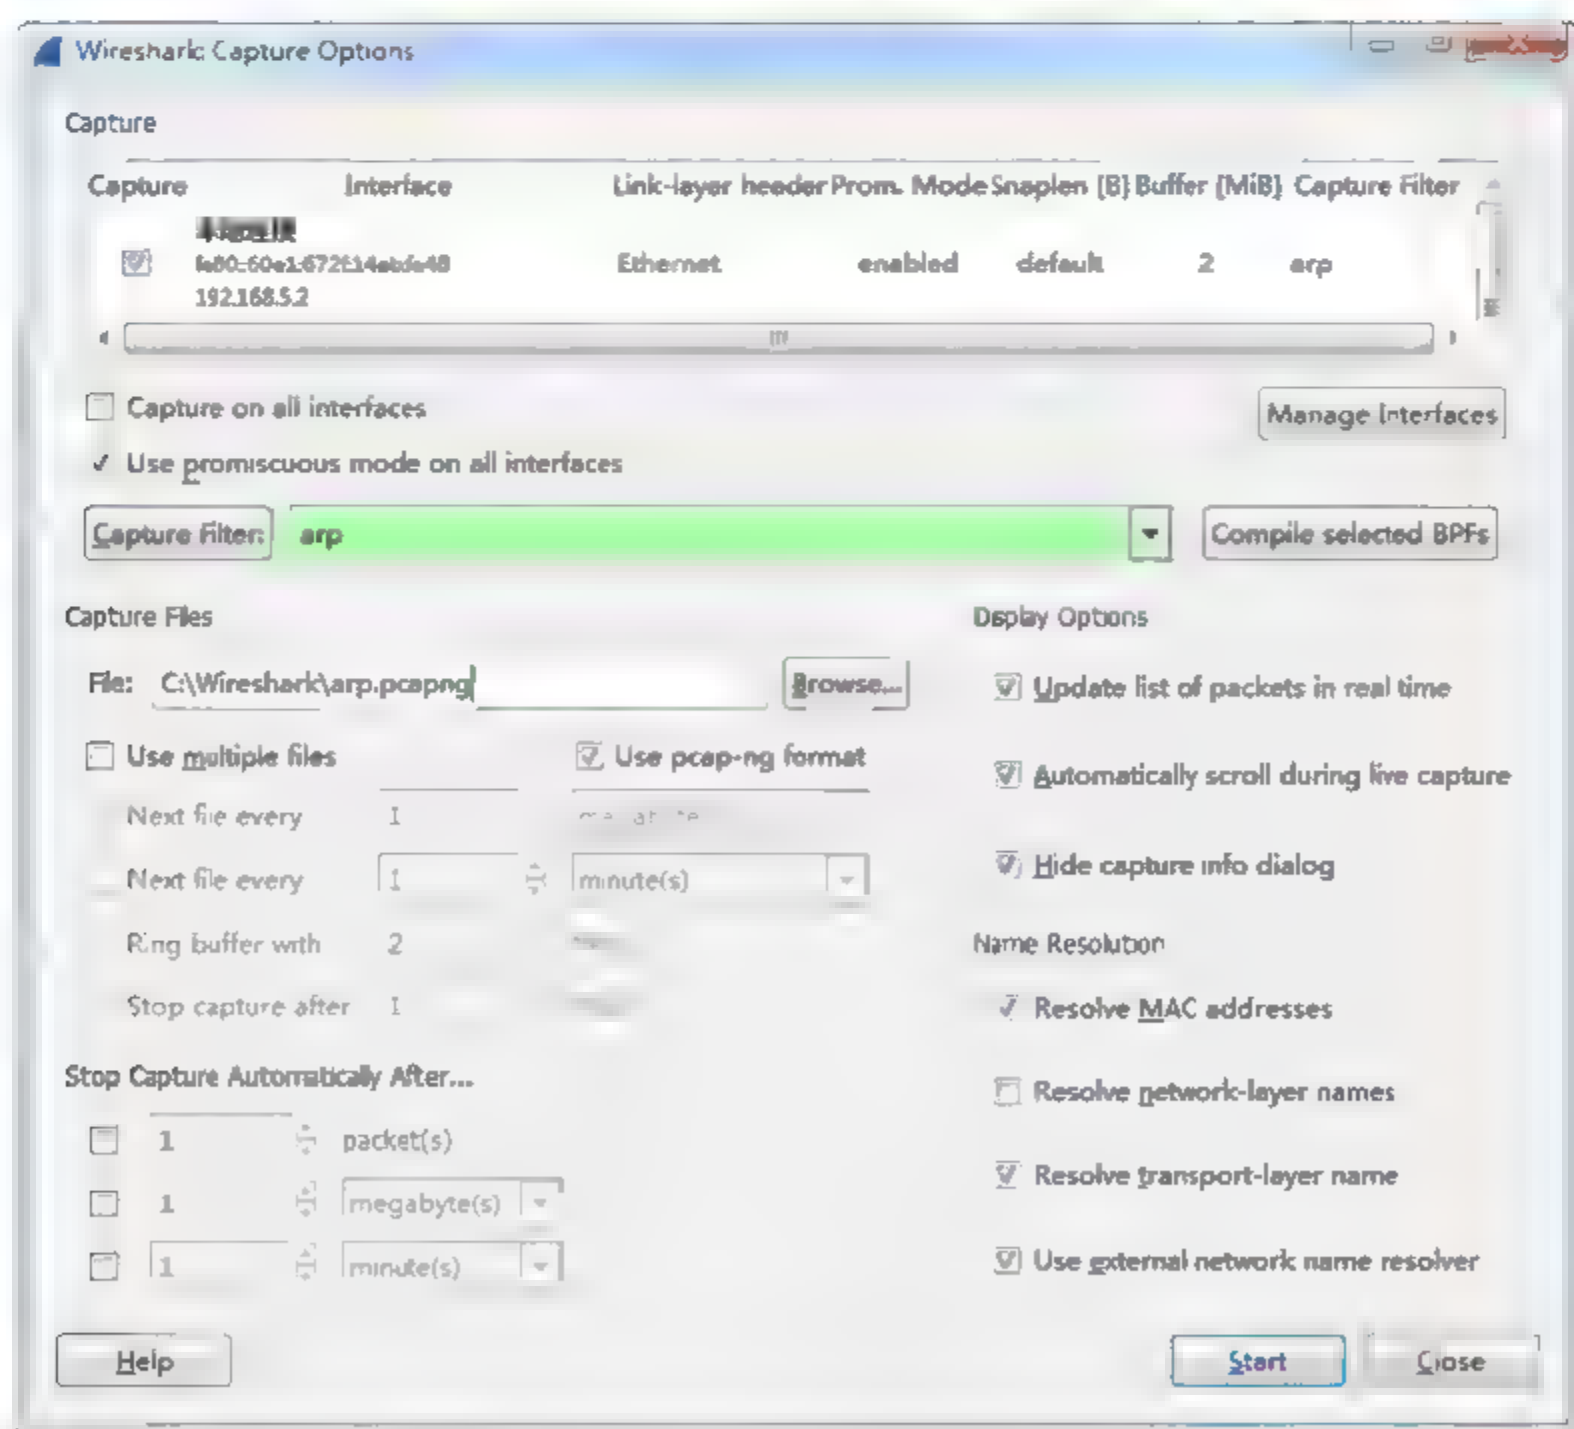 Wireshark: Capture Options
Capture
Capture Interface Link-layer header Prom. Mode Snaplen [B] Buffer [MiB] Capture Filter
Ethernet enabled default 2 arp
192.168.5.2
Capture on all interfaces
Manage Interfaces
Use promiscuous mode on all interfaces
Capture Filter: arp Compile selected BPFs
Capture Files
Display Options
File: C:\Wireshark\arp.pcapng Browse...
Update list of packets in real time
Use multiple files Use pcap-ng format
Automatically scroll during live capture
Next file every 1
Hide capture info dialog
Next file every 1 minute(s)
Ring buffer with 2
Name Resolution
Stop capture after 1
Resolve MAC addresses
Stop Capture Automatically After...
Resolve network-layer names
1 packet(s)
Resolve transport-layer name
1 megabyte(s)
Use external network name resolver
1 minute(s)
Help Start Close